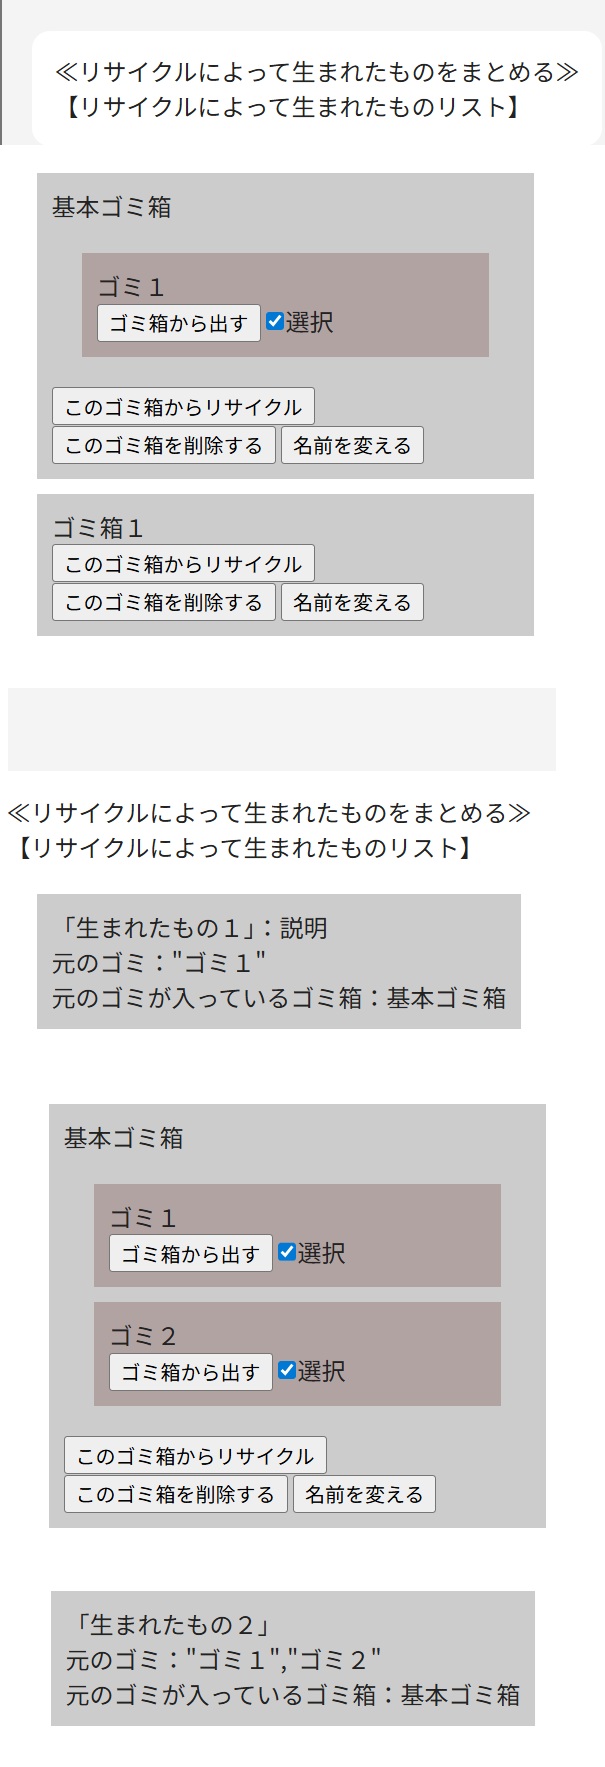 ≪リサイクルによって生まれたものをまとめる≫
【リサイクルによって生まれたものリスト】
基本ゴミ箱
ゴミ１
ゴミ箱から出す 選択
このゴミ箱からリサイクル
このゴミ箱を削除する 名前を変える
ゴミ箱１
このゴミ箱からリサイクル
このゴミ箱を削除する 名前を変える
≪リサイクルによって生まれたものをまとめる≫
【リサイクルによって生まれたものリスト】
「生まれたもの１」：説明
元のゴミ："ゴミ１"
元のゴミが入っているゴミ箱：基本ゴミ箱
基本ゴミ箱
ゴミ１
ゴミ箱から出す 選択
ゴミ２
ゴミ箱から出す 選択
このゴミ箱からリサイクル
このゴミ箱を削除する 名前を変える
「生まれたもの２」
元のゴミ："ゴミ１","ゴミ２"
元のゴミが入っているゴミ箱：基本ゴミ箱